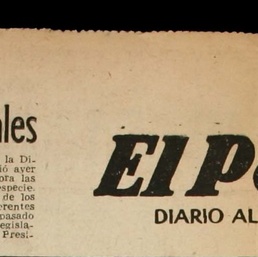 ales
la Di-
ió ayer
ora las
especie.
de los
erentes
pasado
egisla-
Presi-
El P
DIARIO AL